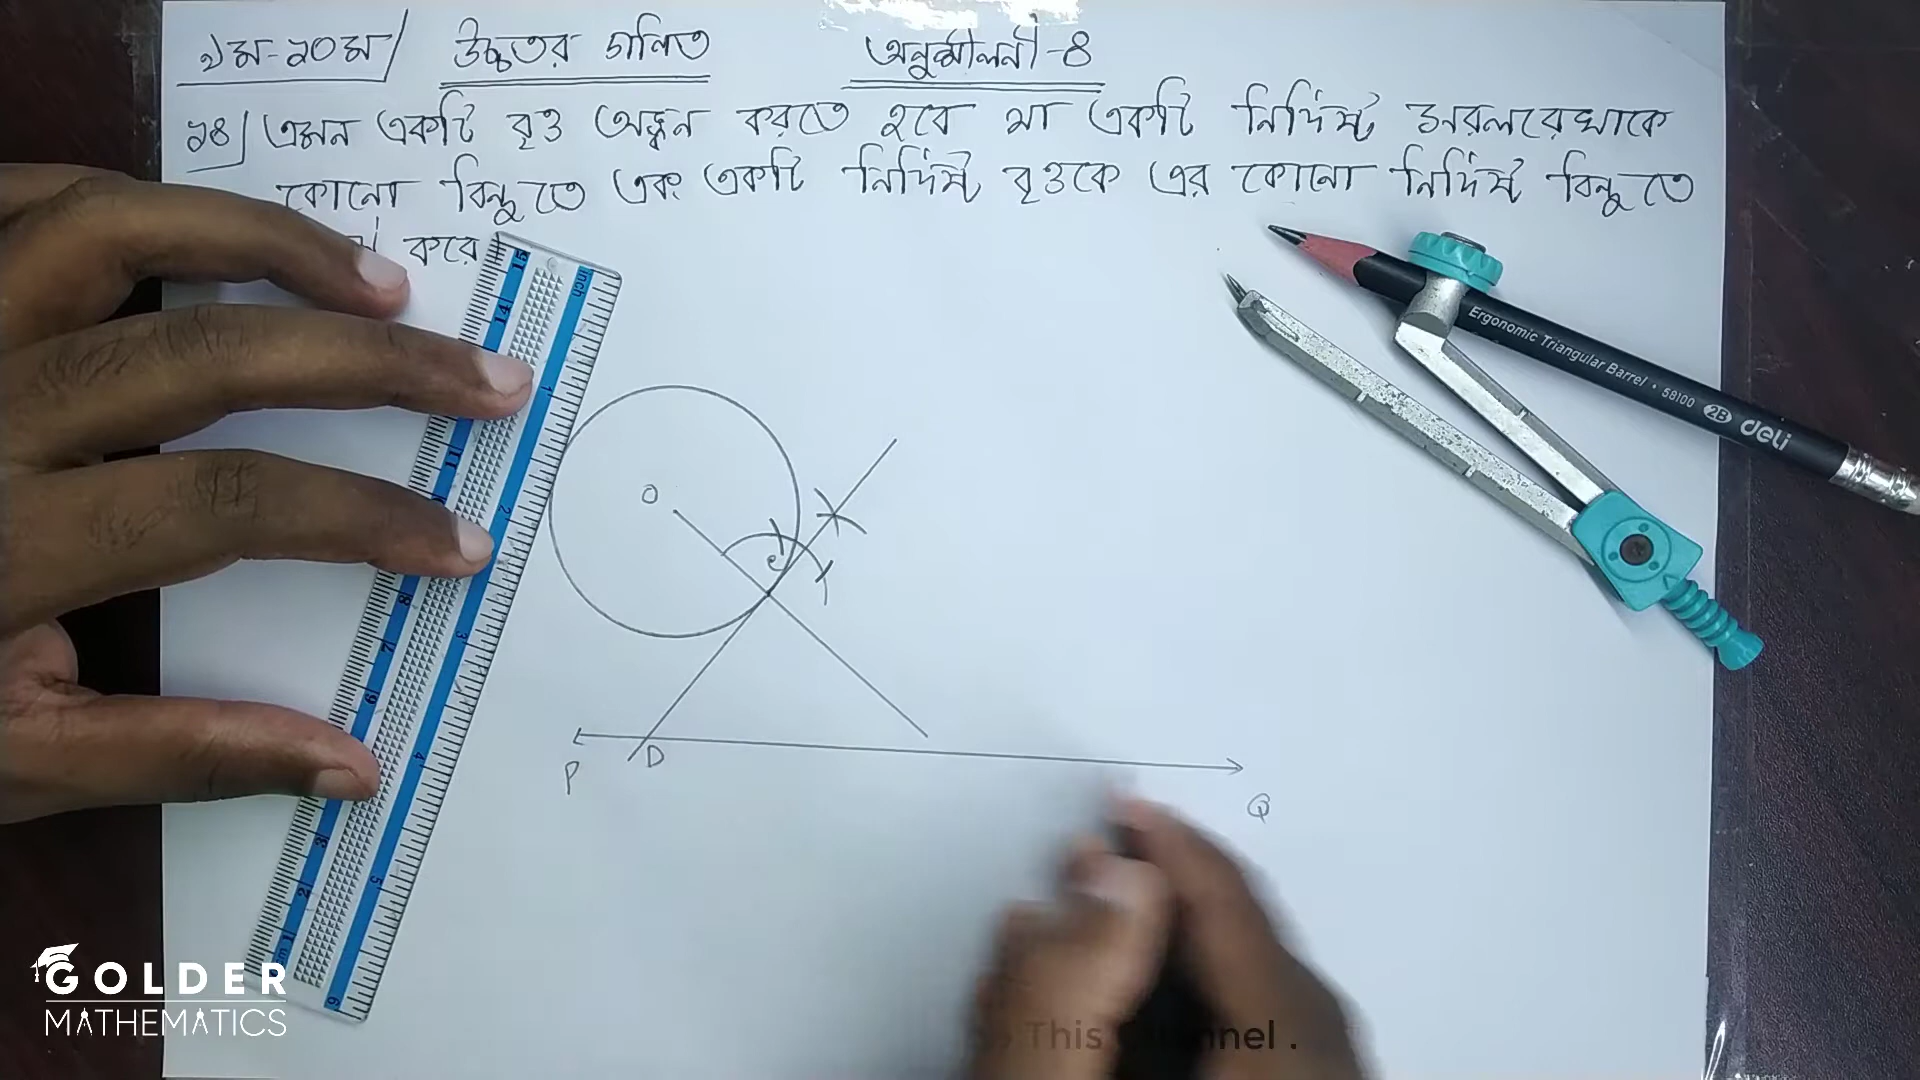 ৯ম-১০ম/ উচ্চতর গণিত অনুশীলনী-৪
১৪/ এমন একটি বৃত্ত অঙ্কন করতে হবে যা একটি নির্দিষ্ট সরলরেখাকে
কোনো বিন্দুতে এবং একটি নির্দিষ্ট বৃত্তকে এর কোনো নির্দিষ্ট বিন্দুতে
করে
Ergonomic Triangular Barrel • 58100 2B deli
inch
O
C
D
P
Q
GOLDER
MATHEMATICS
This